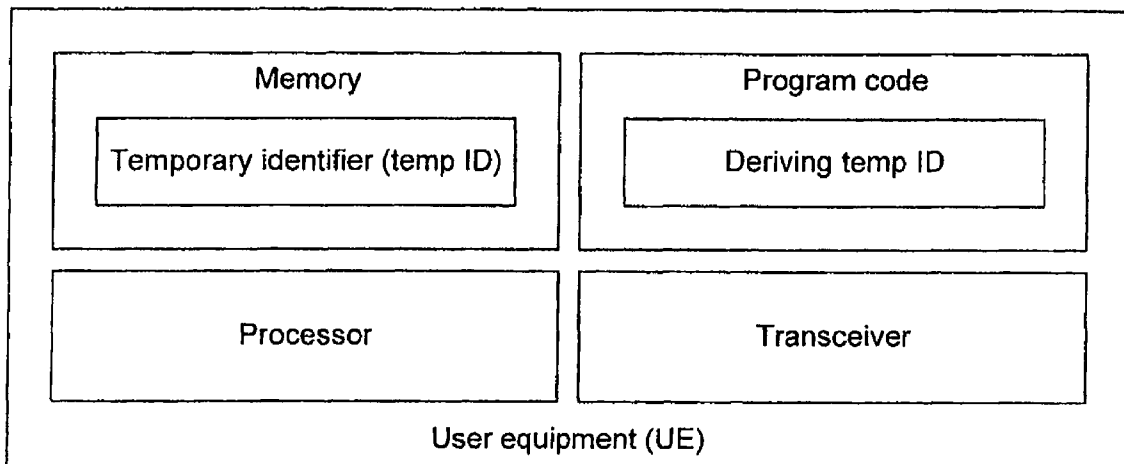 Memory
Program code
Temporary identifier (temp ID)
Deriving temp ID
Processor
Transceiver
User equipment (UE)